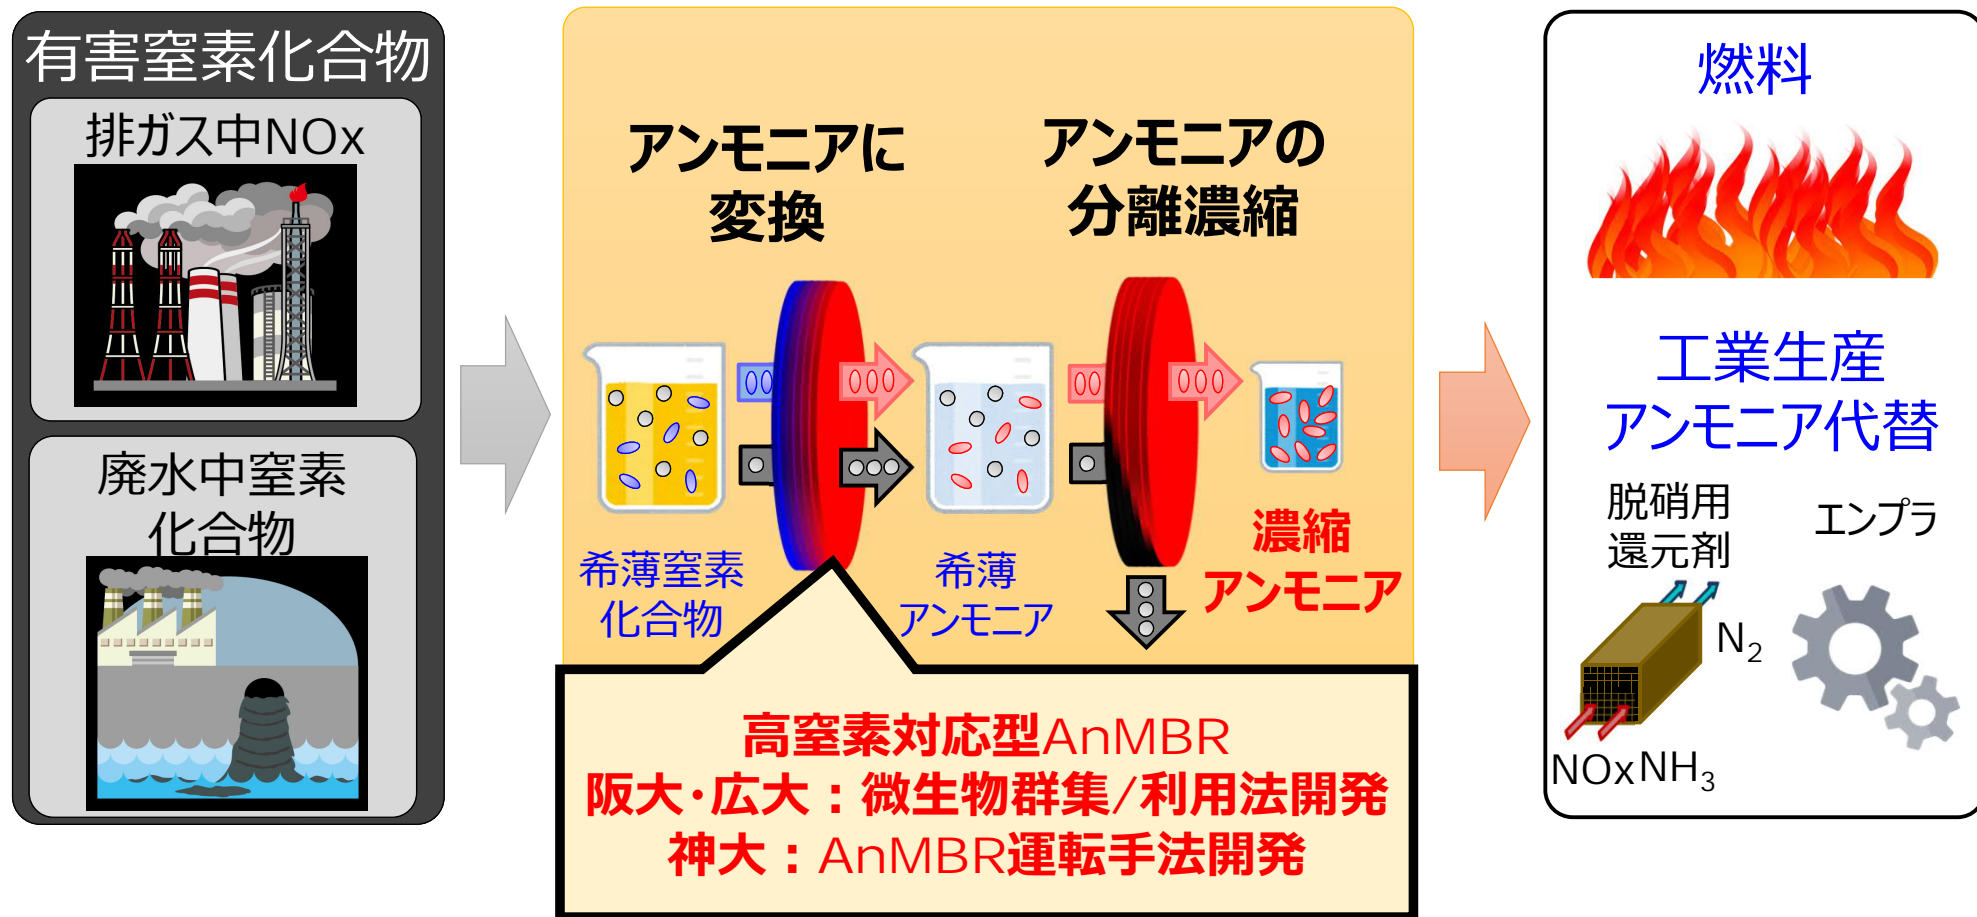 有害窒素化合物
排ガス中NOx
廃水中窒素
化合物
アンモニアに
変換
アンモニアの
分離濃縮
希薄窒素
化合物
希薄
アンモニア
濃縮
アンモニア
高窒素対応型AnMBR
阪大・広大：微生物群集/利用法開発
神大：AnMBR運転手法開発
燃料
工業生産
アンモニア代替
脱硝用
還元剤
エンプラ
N₂
NOx NH₃